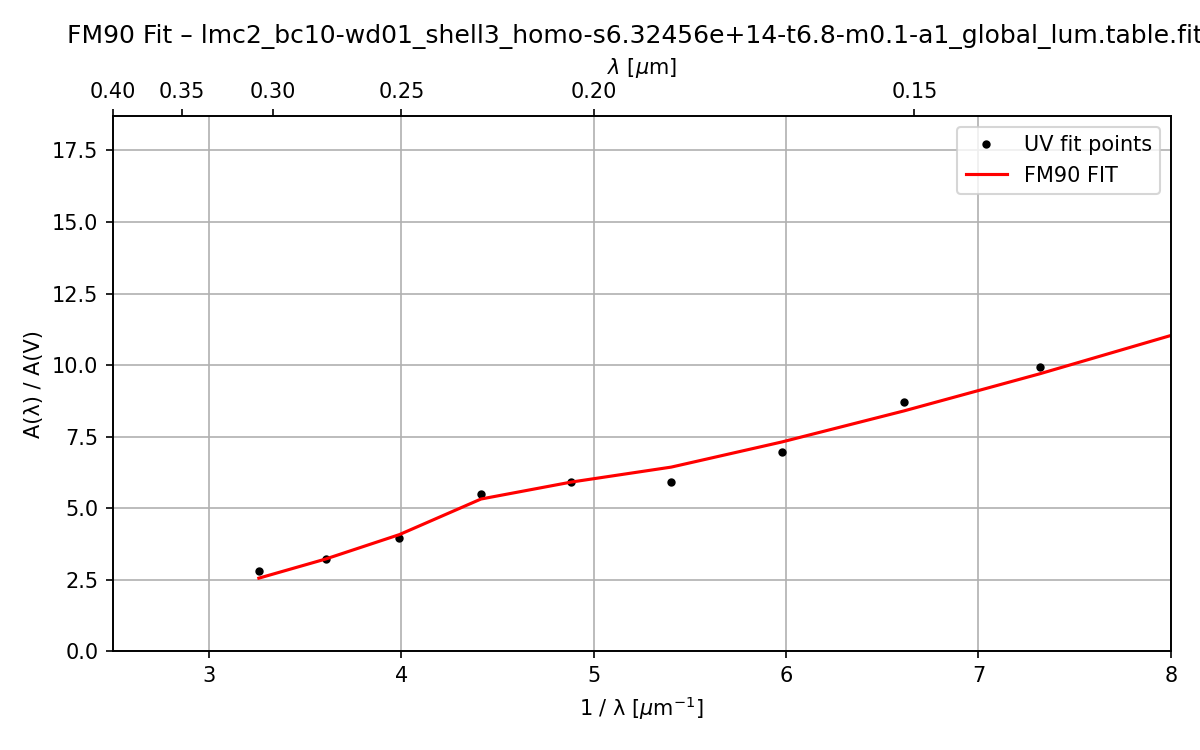 FM90 Fit – lmc2_bc10-wd01_shell3_homo-s6.32456e+14-t6.8-m0.1-a1_global_lum.table.fit
λ [μm]
0.40 0.35 0.30 0.25 0.20 0.15
UV fit points
FM90 FIT
17.5
15.0
12.5
10.0
7.5
5.0
2.5
0.0
A(λ) / A(V)
3 4 5 6 7 8
1 / λ [μm⁻¹]